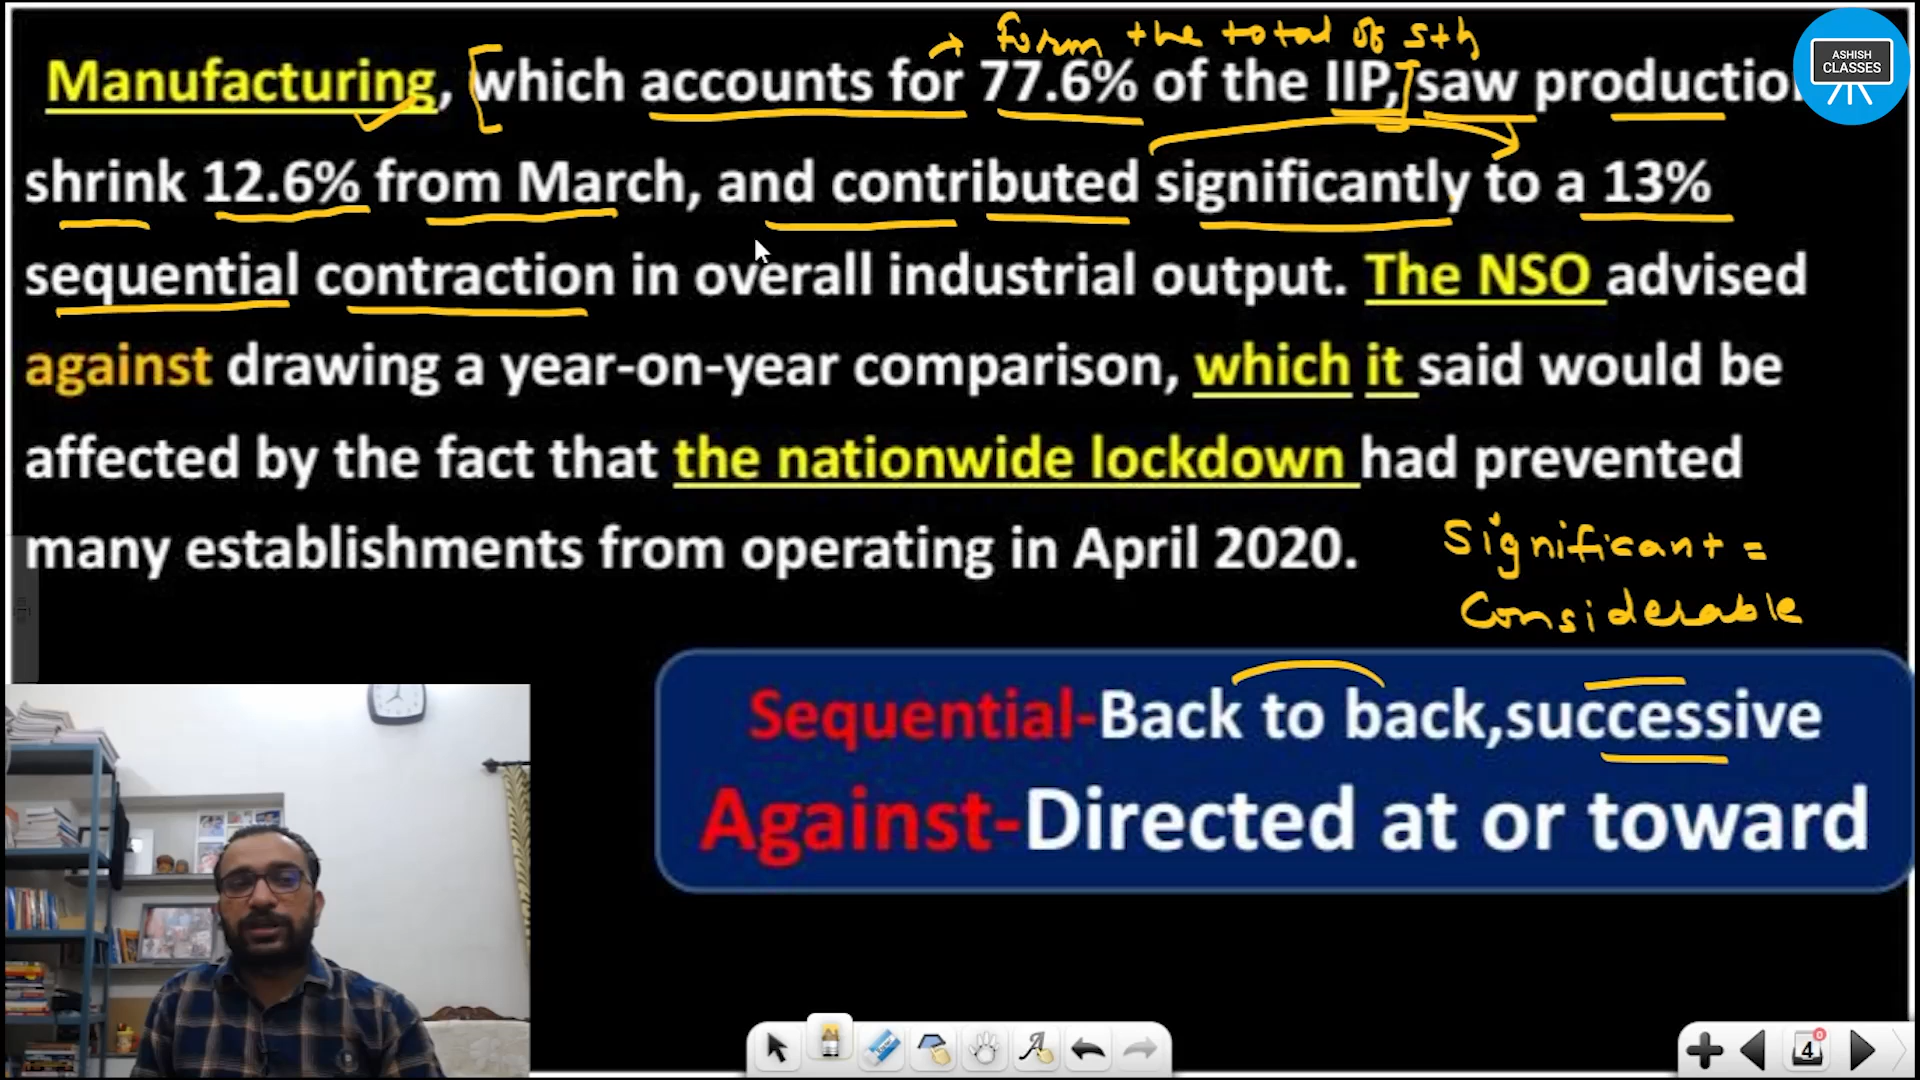 form the total of sth
ASHISH
CLASSES
Manufacturing, which accounts for 77.6% of the IIP, saw productio
shrink 12.6% from March, and contributed significantly to a 13%
sequential contraction in overall industrial output. The NSO advised
against drawing a year-on-year comparison, which it said would be
affected by the fact that the nationwide lockdown had prevented
many establishments from operating in April 2020.
Significant =
Considerable
Sequential-Back to back,successive
Against-Directed at or toward
4